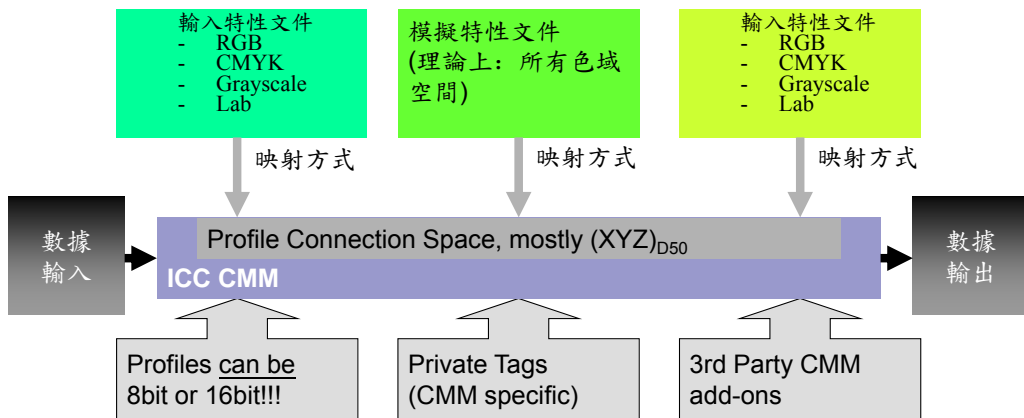 輸入特性文件
- RGB
- CMYK
- Grayscale
- Lab
模擬特性文件
(理論上：所有色域
空間)
輸入特性文件
- RGB
- CMYK
- Grayscale
- Lab
映射方式
映射方式
映射方式
數據
輸入
Profile Connection Space, mostly (XYZ)D50
ICC CMM
數據
輸出
Profiles can be
8bit or 16bit!!!
Private Tags
(CMM specific)
3rd Party CMM
add-ons